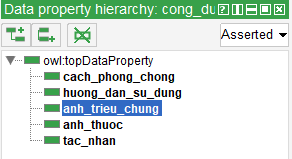 Data property hierarchy: cong_du
Asserted
owl:topDataProperty
cach_phong_chong
huong_dan_su_dung
anh_trieu_chung
anh_thuoc
tac_nhan